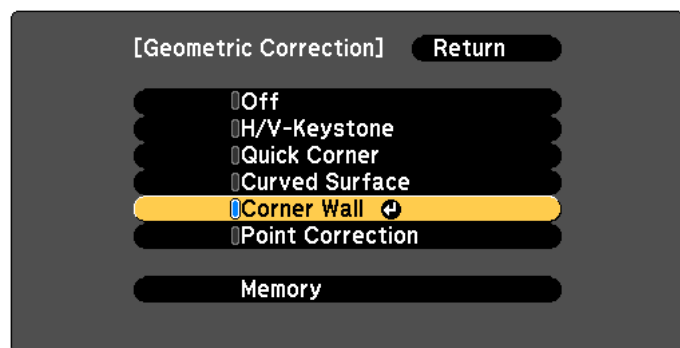 [Geometric Correction] Return
Off
H/V-Keystone
Quick Corner
Curved Surface
Corner Wall
Point Correction
Memory